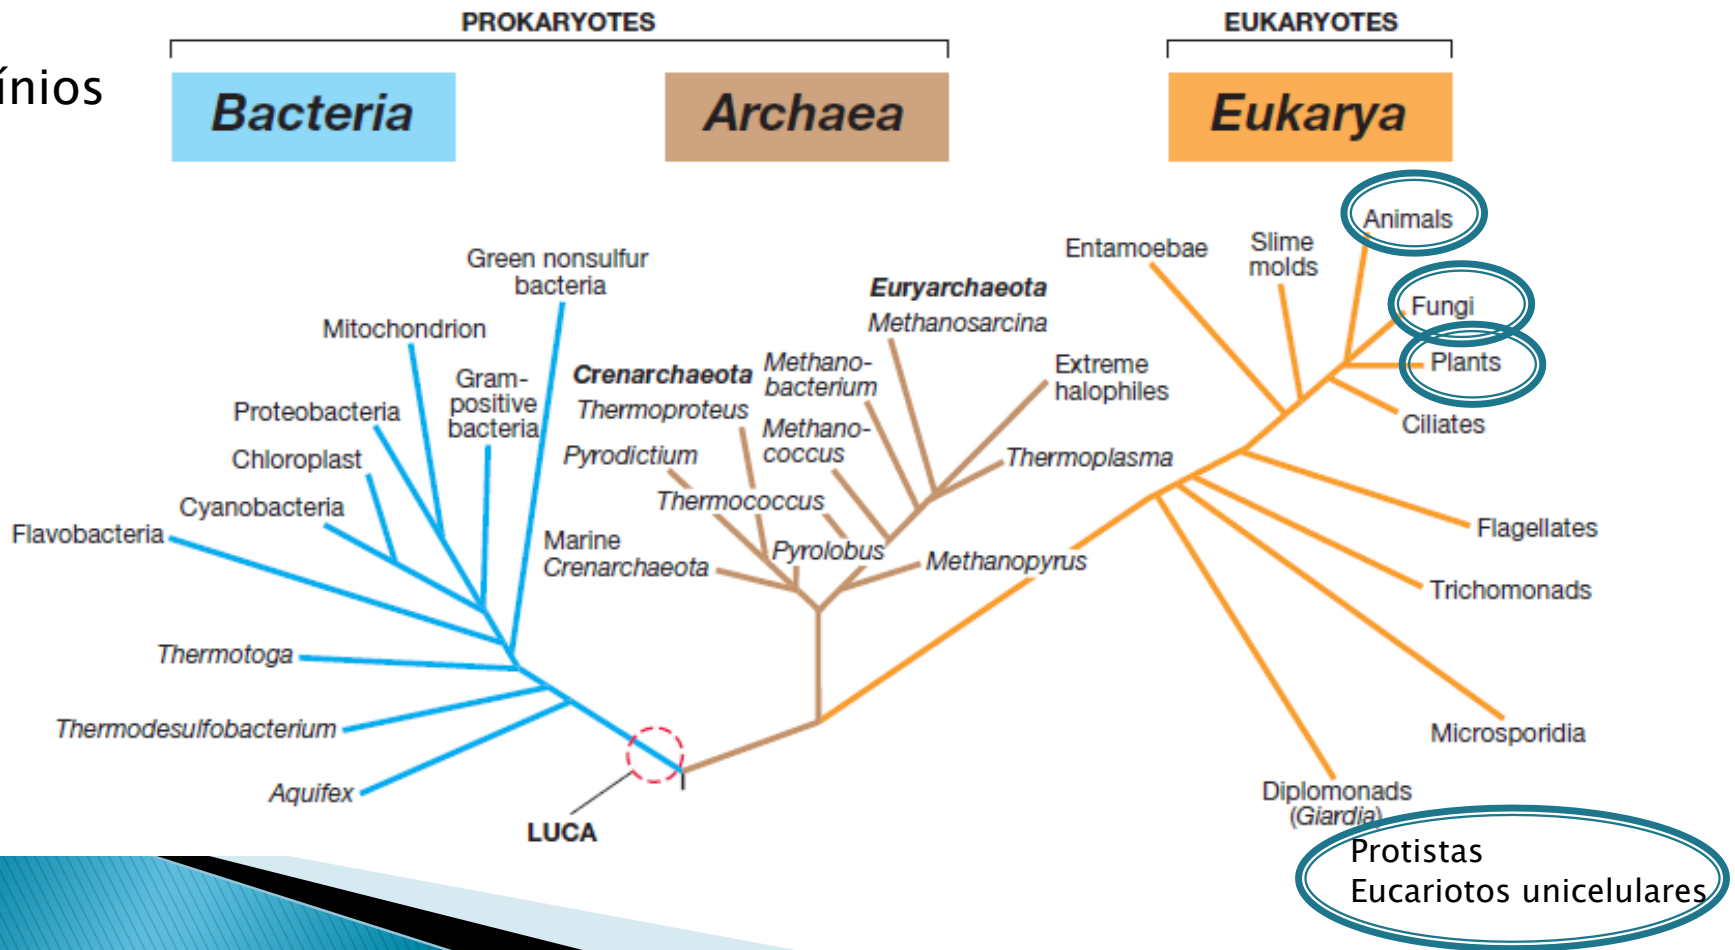 PROKARYOTES
EUKARYOTES
ínios
Bacteria
Archaea
Eukarya
Animals
Entamoebae
Slime
molds
Fungi
Plants
Ciliates
Flagellates
Trichomonads
Microsporidia
Diplomonads
(Giardia)
Green nonsulfur
bacteria
Mitochondrion
Gram-
positive
bacteria
Proteobacteria
Chloroplast
Cyanobacteria
Flavobacteria
Thermotoga
Thermodesulfobacterium
Aquifex
LUCA
Crenarchaeota
Thermoproteus
Pyrodictium
Thermococcus
Marine
Crenarchaeota
Pyrolobus
Euryarchaeota
Methanosarcina
Methano-
bacterium
Methano-
coccus
Extreme
halophiles
Thermoplasma
Methanopyrus
Protistas
Eucariotos unicelulares